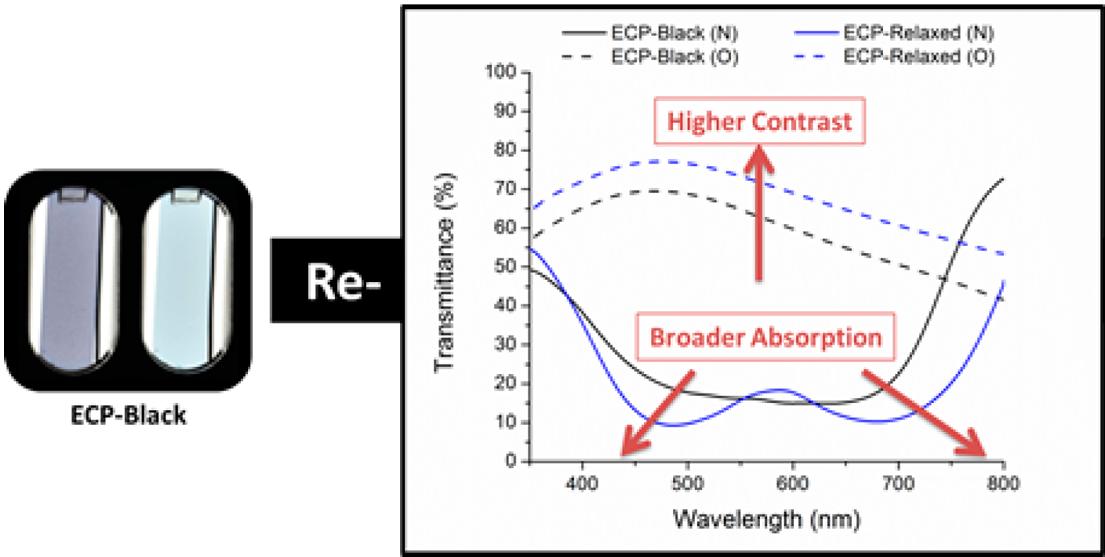 ECP-Black
Re-
ECP-Black (N) ECP-Relaxed (N)
ECP-Black (O) ECP-Relaxed (O)
100
90
80
70
60
50
40
30
20
10
0
Transmittance (%)
Higher Contrast
Broader Absorption
400 500 600 700 800
Wavelength (nm)